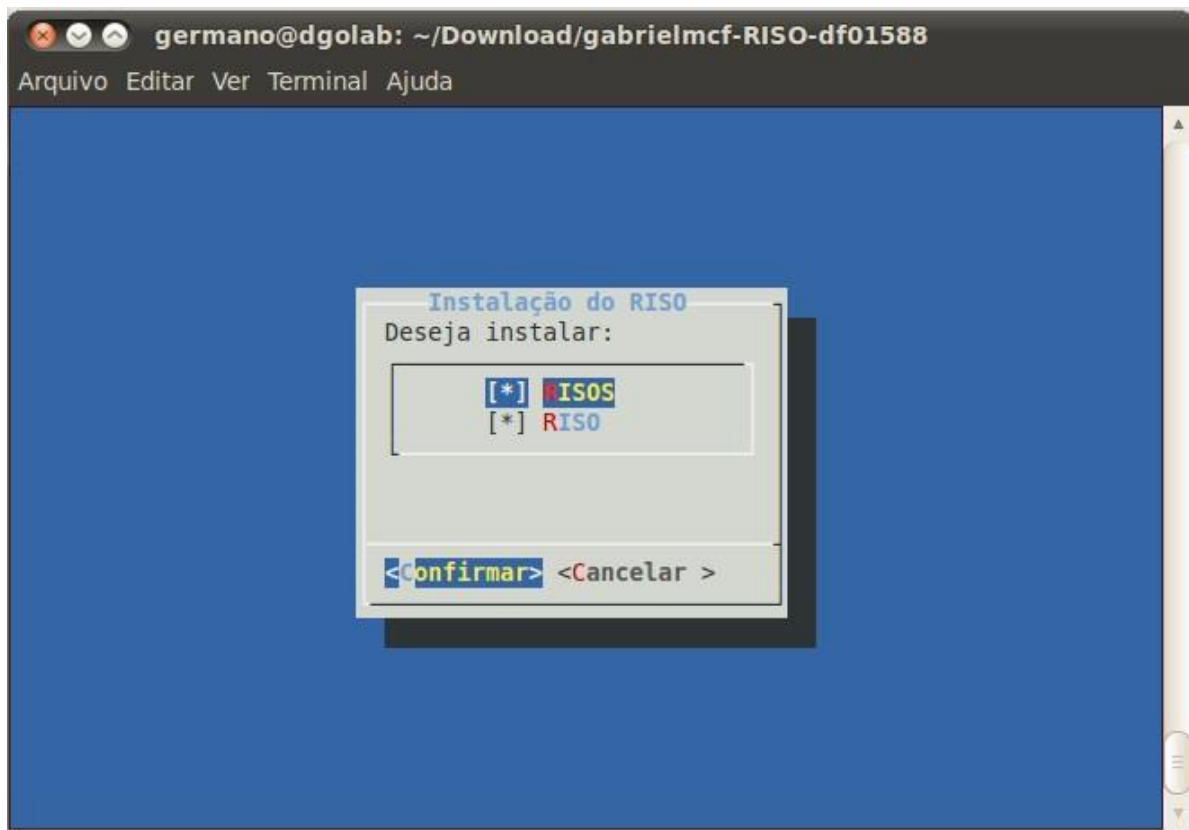 germano@dgolab: ~/Download/gabrielmcf-RISO-df01588
Arquivo Editar Ver Terminal Ajuda
Instalação do RISO
Deseja instalar:
[*] RISOS
[*] RISO
<Confirmar> <Cancelar >